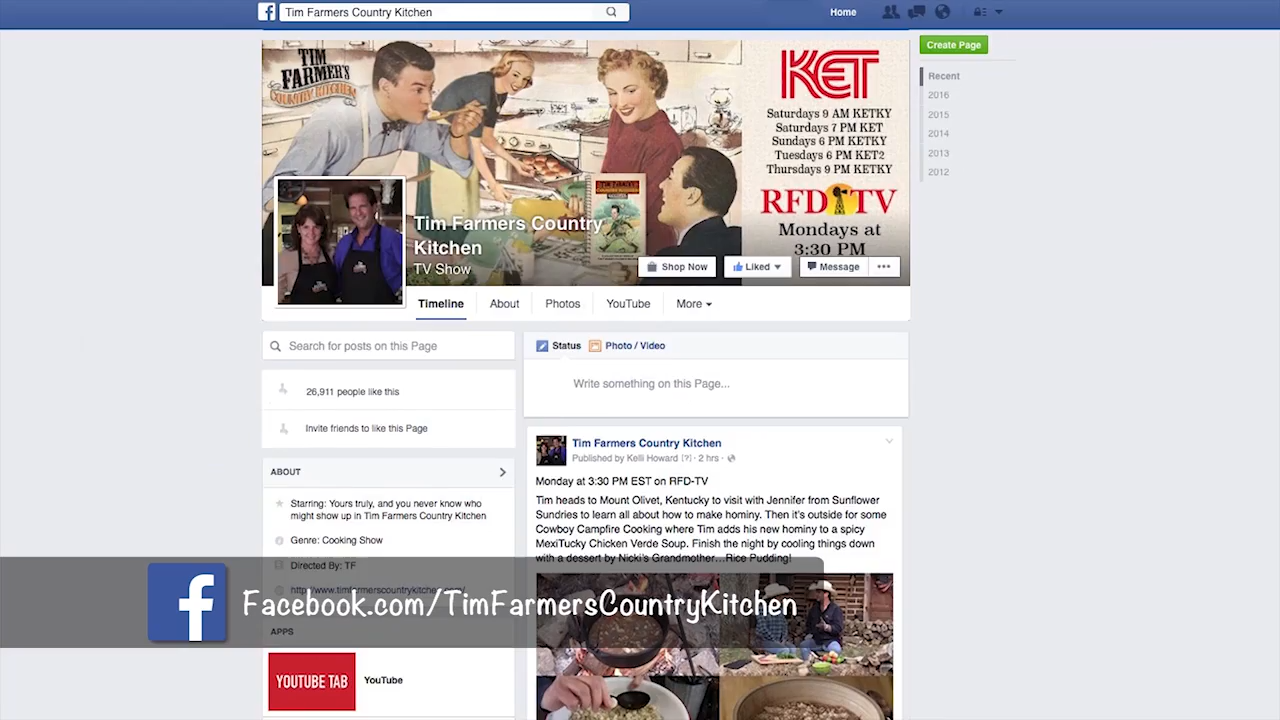 Tim Farmers Country Kitchen
Home
Create Page
Recent
2016
2015
2014
2013
2012
TIM
FARMER'S
COUNTRY KITCHEN
KET
Saturdays 9 AM KETKY
Saturdays 7 PM KET
Sundays 6 PM KETKY
Tuesdays 6 PM KET2
Thursdays 9 PM KETKY
RFD TV
Mondays at
3:30 PM
Tim Farmers Country
Kitchen
TV Show
Shop Now
Liked
Message
Timeline
About
Photos
YouTube
More
Search for posts on this Page
26,911 people like this
Invite friends to like this Page
ABOUT
Starring: Yours truly, and you never know who
might show up in Tim Farmers Country Kitchen
Genre: Cooking Show
Directed By: TF
APPS
YOUTUBE TAB
YouTube
Status
Photo / Video
Write something on this Page...
Tim Farmers Country Kitchen
Published by Kelli Howard [?] · 2 hrs ·
Monday at 3:30 PM EST on RFD-TV
Tim heads to Mount Olivet, Kentucky to visit with Jennifer from Sunflower
Sundries to learn all about how to make hominy. Then it's outside for some
Cowboy Campfire Cooking where Tim adds his new hominy to a spicy
MexiTucky Chicken Verde Soup. Finish the night by cooling things down
with a dessert by Nicki's Grandmother...Rice Pudding!
Facebook.com/TimFarmersCountryKitchen